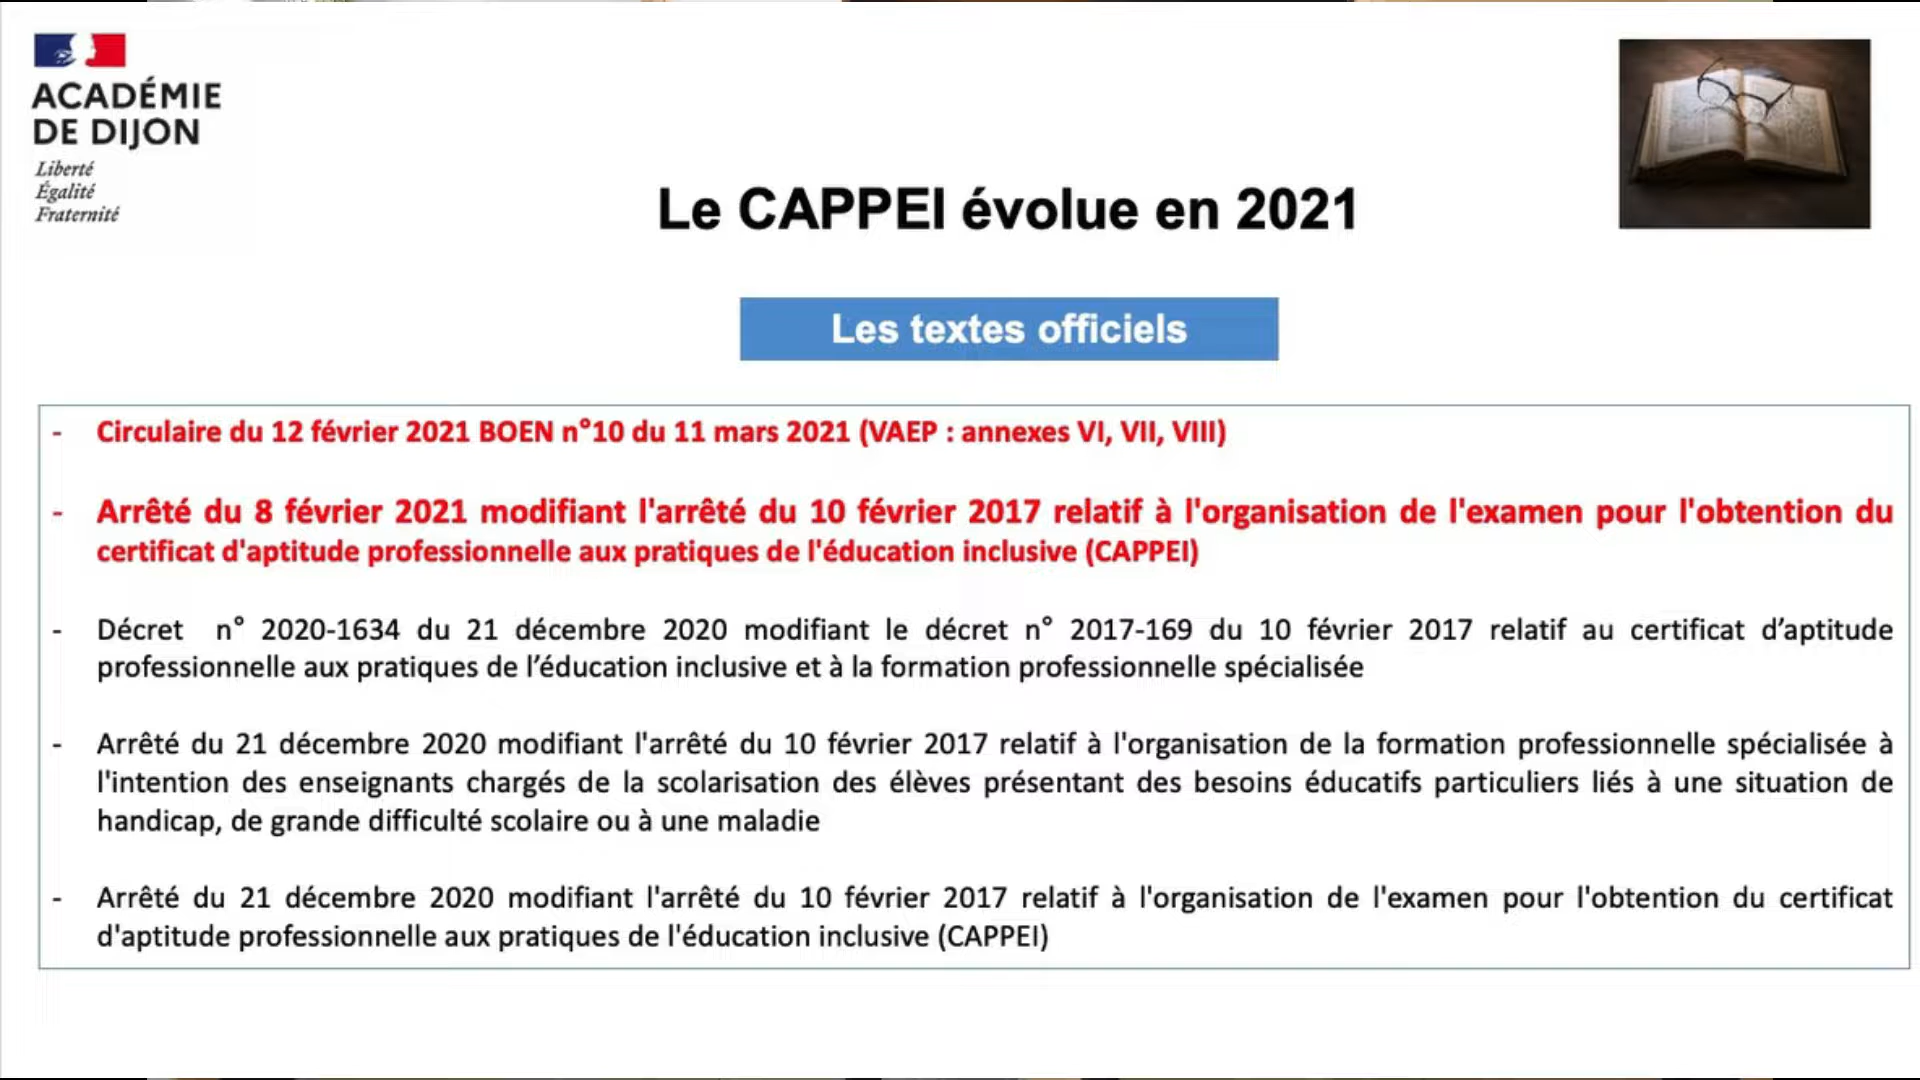 ACADÉMIE
DE DIJON
Liberté
Égalité
Fraternité
Le CAPPEI évolue en 2021
Les textes officiels
- Circulaire du 12 février 2021 BOEN n°10 du 11 mars 2021 (VAEP : annexes VI, VII, VIII)
- Arrêté du 8 février 2021 modifiant l'arrêté du 10 février 2017 relatif à l'organisation de l'examen pour l'obtention du
certificat d'aptitude professionnelle aux pratiques de l'éducation inclusive (CAPPEI)
- Décret n° 2020-1634 du 21 décembre 2020 modifiant le décret n° 2017-169 du 10 février 2017 relatif au certificat d’aptitude
professionnelle aux pratiques de l’éducation inclusive et à la formation professionnelle spécialisée
- Arrêté du 21 décembre 2020 modifiant l'arrêté du 10 février 2017 relatif à l'organisation de la formation professionnelle spécialisée à
l'intention des enseignants chargés de la scolarisation des élèves présentant des besoins éducatifs particuliers liés à une situation de
handicap, de grande difficulté scolaire ou à une maladie
- Arrêté du 21 décembre 2020 modifiant l'arrêté du 10 février 2017 relatif à l'organisation de l'examen pour l'obtention du certificat
d'aptitude professionnelle aux pratiques de l'éducation inclusive (CAPPEI)